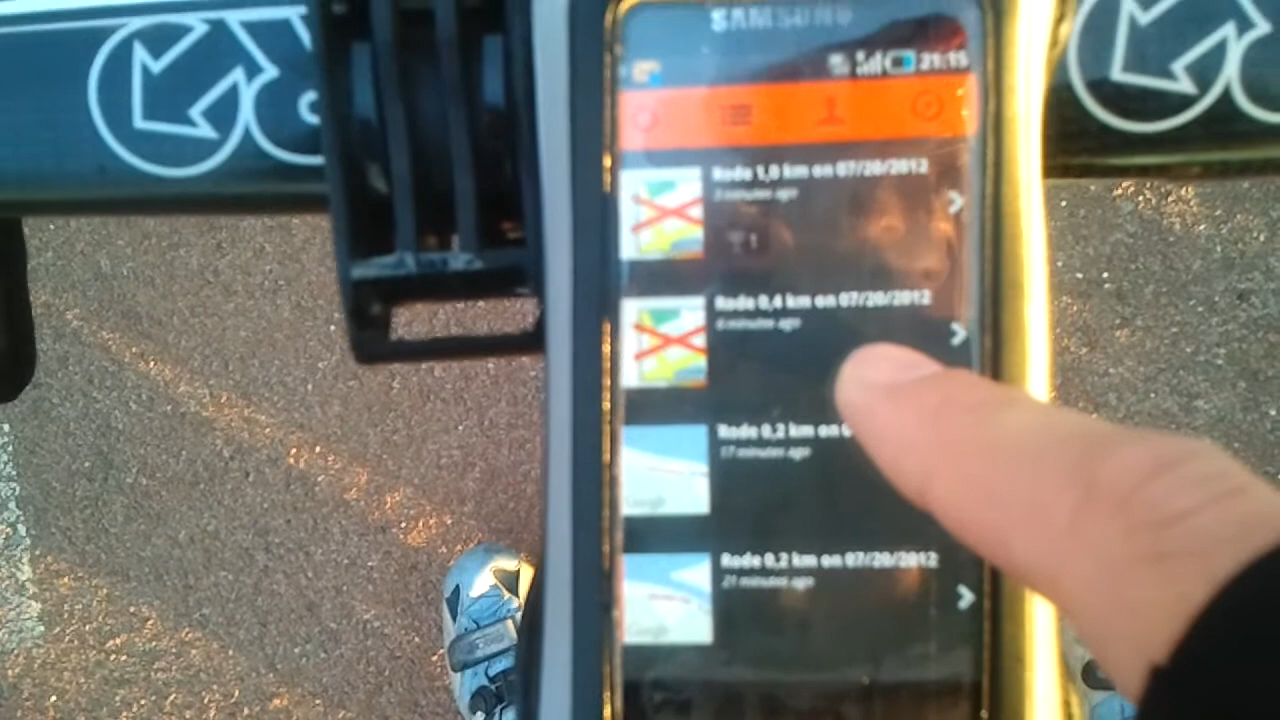 SAMSUNG
21:15
Rode 1,0 km on 07/20/2012
minutes ago
1
Rode 0,4 km on 07/20/2012
minutes ago
Rode 0,2 km on
17 minutes ago
Google
Rode 0,2 km on 07/20/2012
21 minutes ago
Google